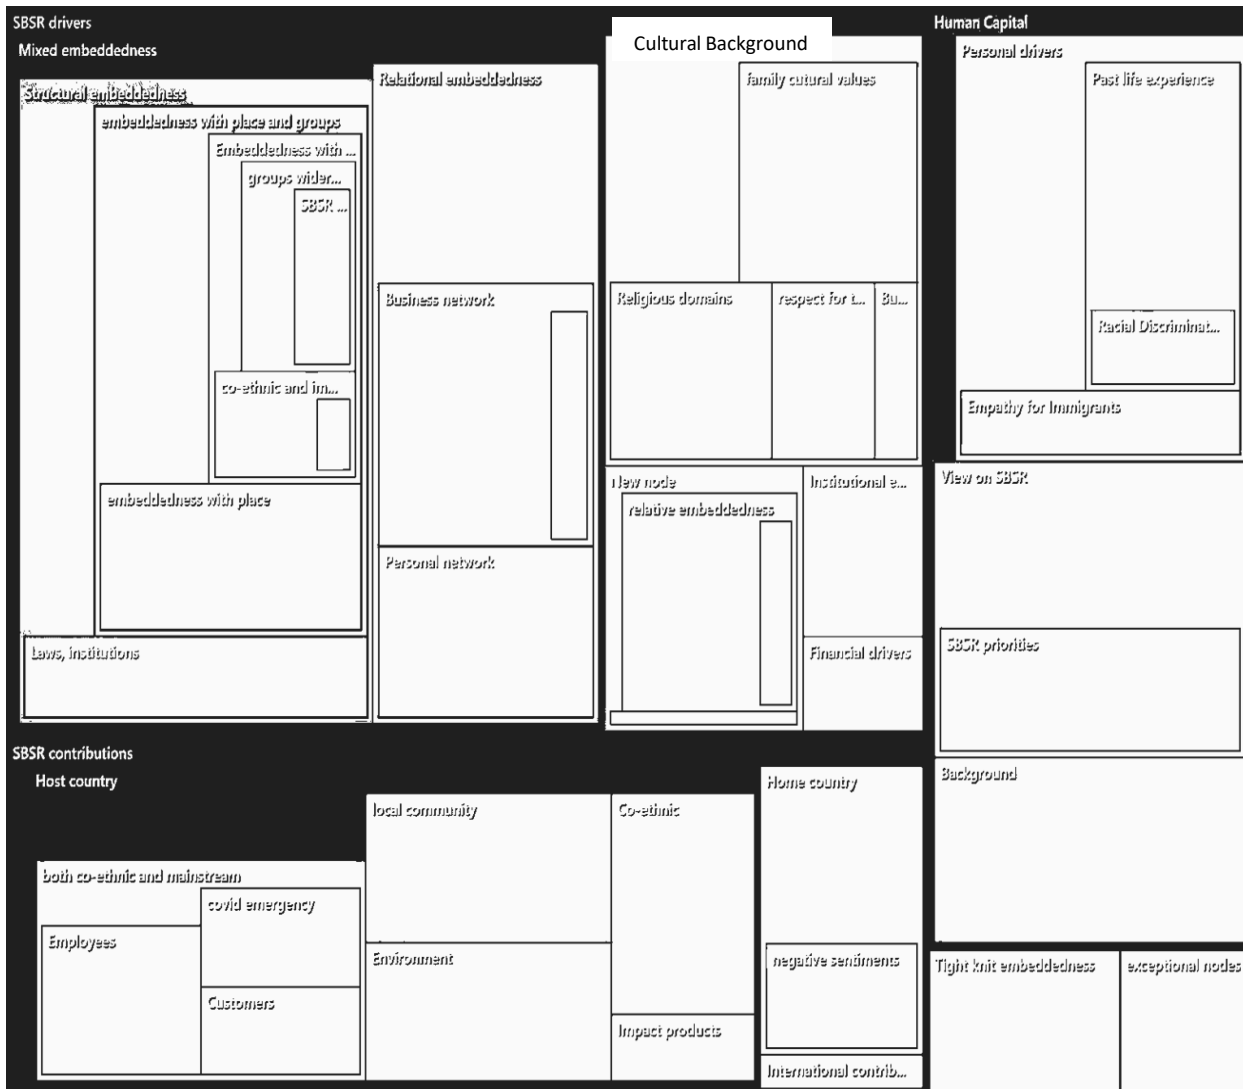 SBSR drivers
Mixed embeddedness
Structural embeddedness
embeddedness with place and groups
Embeddedness with ...
groups wider...
SBSR ...
co-ethnic and im...
embeddedness with place
Laws, institutions
Relational embeddedness
Business network
Personal network
Cultural Background
family cutural values
Religious domains
respect for t...
Bu...
New node
relative embeddedness
Institutional e...
Financial drivers
Human Capital
Personal drivers
Past life experience
Racial Discriminat...
Empathy for Immigrants
View on SBSR
SBSR priorities
Background
SBSR contributions
Host country
both co-ethnic and mainstream
Employees
covid emergency
Customers
local community
Environment
Co-ethnic
Impact products
Home country
negative sentiments
International contrib...
Tight knit embeddedness
exceptional nodes